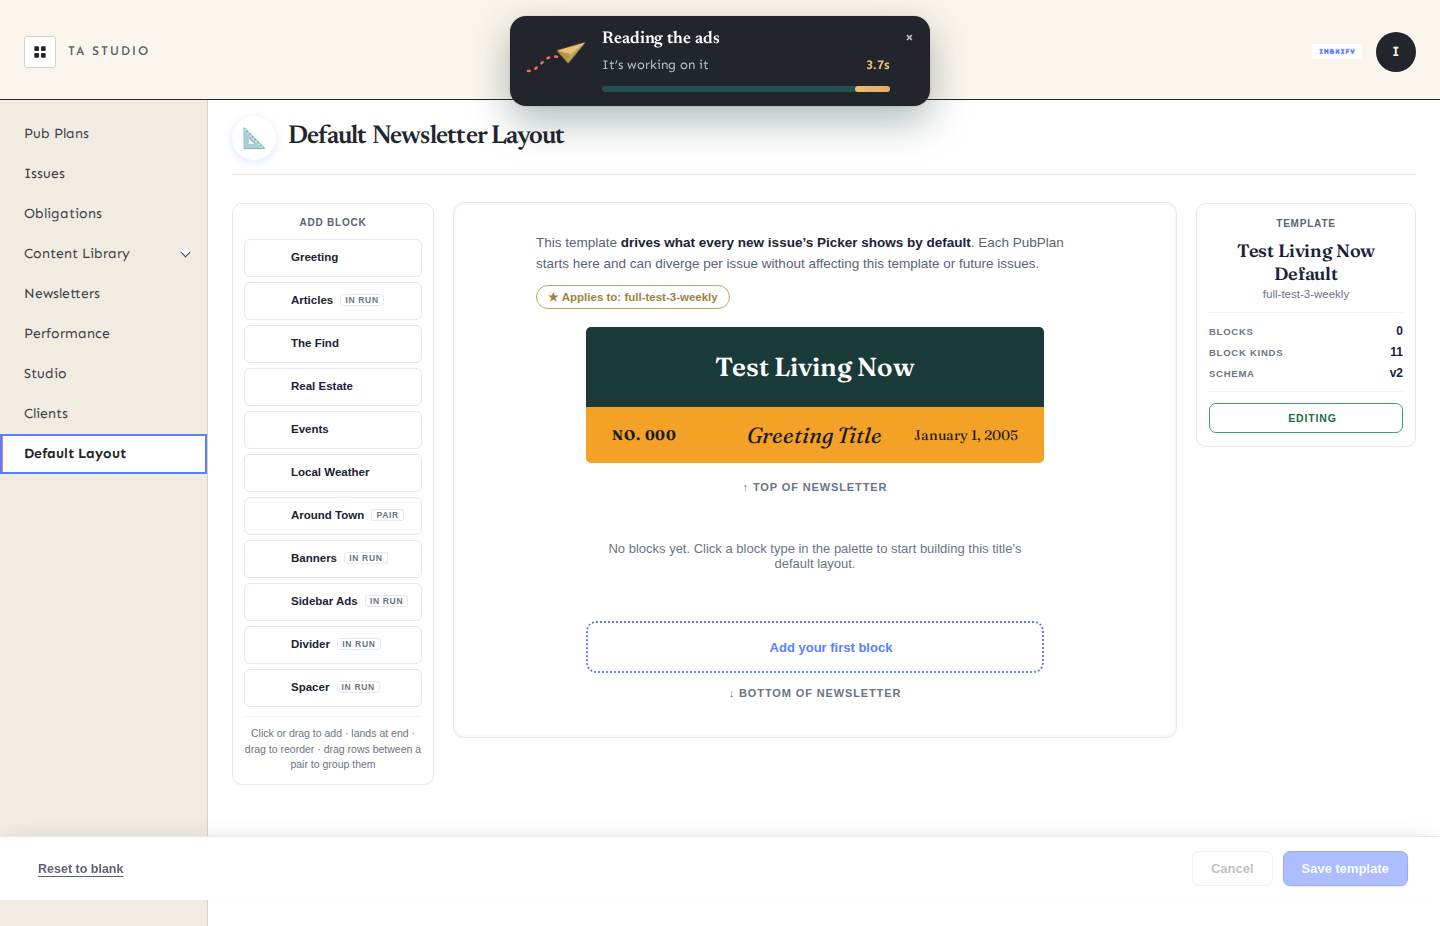 TA STUDIO
Reading the ads
×
It's working on it
3.7s
INBXIFY
I
Pub Plans
Issues
Obligations
Content Library
Newsletters
Performance
Studio
Clients
Default Layout
Default Newsletter Layout
ADD BLOCK
Greeting
Articles IN RUN
The Find
Real Estate
Events
Local Weather
Around Town PAIR
Banners IN RUN
Sidebar Ads IN RUN
Divider IN RUN
Spacer IN RUN
Click or drag to add · lands at end ·
drag to reorder · drag rows between a
pair to group them
This template drives what every new issue's Picker shows by default. Each PubPlan
starts here and can diverge per issue without affecting this template or future issues.
★ Applies to: full-test-3-weekly
Test Living Now
NO. 000 Greeting Title January 1, 2005
↑ TOP OF NEWSLETTER
No blocks yet. Click a block type in the palette to start building this title's
default layout.
Add your first block
↓ BOTTOM OF NEWSLETTER
TEMPLATE
Test Living Now
Default
full-test-3-weekly
BLOCKS 0
BLOCK KINDS 11
SCHEMA v2
EDITING
Reset to blank
Cancel
Save template